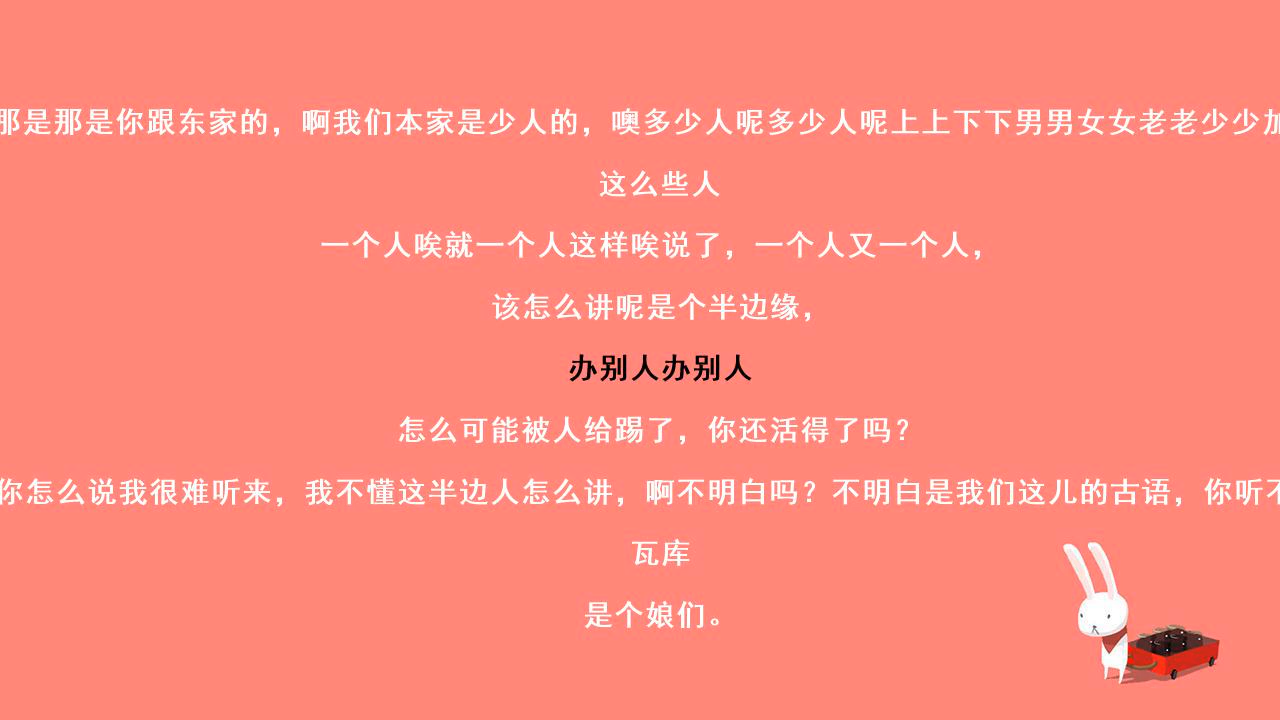 那是那是你跟东家的，啊我们本家是少人的，噢多少人呢多少人呢上上下下男男女女老老少少加
这么些人
一个人唉就一个人这样唉说了，一个人又一个人，
该怎么讲呢是个半边缘，
办别人办别人
怎么可能被人给踢了，你还活得了吗？
你怎么说我很难听来，我不懂这半边人怎么讲，啊不明白吗？不明白是我们这儿的古语，你听不
瓦库
是个娘们。